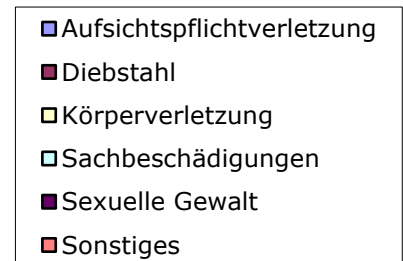 Aufsichtspflichtverletzung
Diebstahl
Körperverletzung
Sachbeschädigungen
Sexuelle Gewalt
Sonstiges